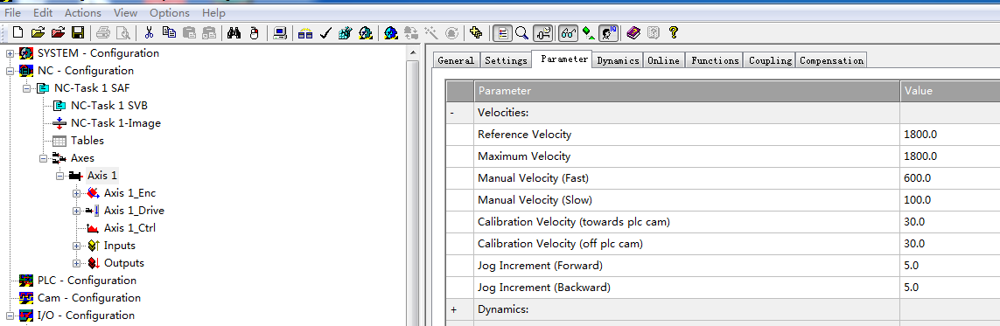 File Edit Actions SAF Options Help
SYSTEM - Configuration
NC - Configuration
NC-Task 1 SAF
NC-Task 1 SVB
NC-Task 1-Image
Tables
Axes
Axis 1
Axis 1_Enc
Axis 1_Drive
Axis 1_Ctrl
Inputs
Outputs
PLC - Configuration
Cam - Configuration
I/O - Configuration
General Settings Parameter Dynamics Online Functions Coupling Compensation
Parameter Value
- Velocities:
Reference Velocity 1800.0
Maximum Velocity 1800.0
Manual Velocity (Fast) 600.0
Manual Velocity (Slow) 100.0
Calibration Velocity (towards plc cam) 30.0
Calibration Velocity (off plc cam) 30.0
Jog Increment (Forward) 5.0
Jog Increment (Backward) 5.0
+ Dynamics: